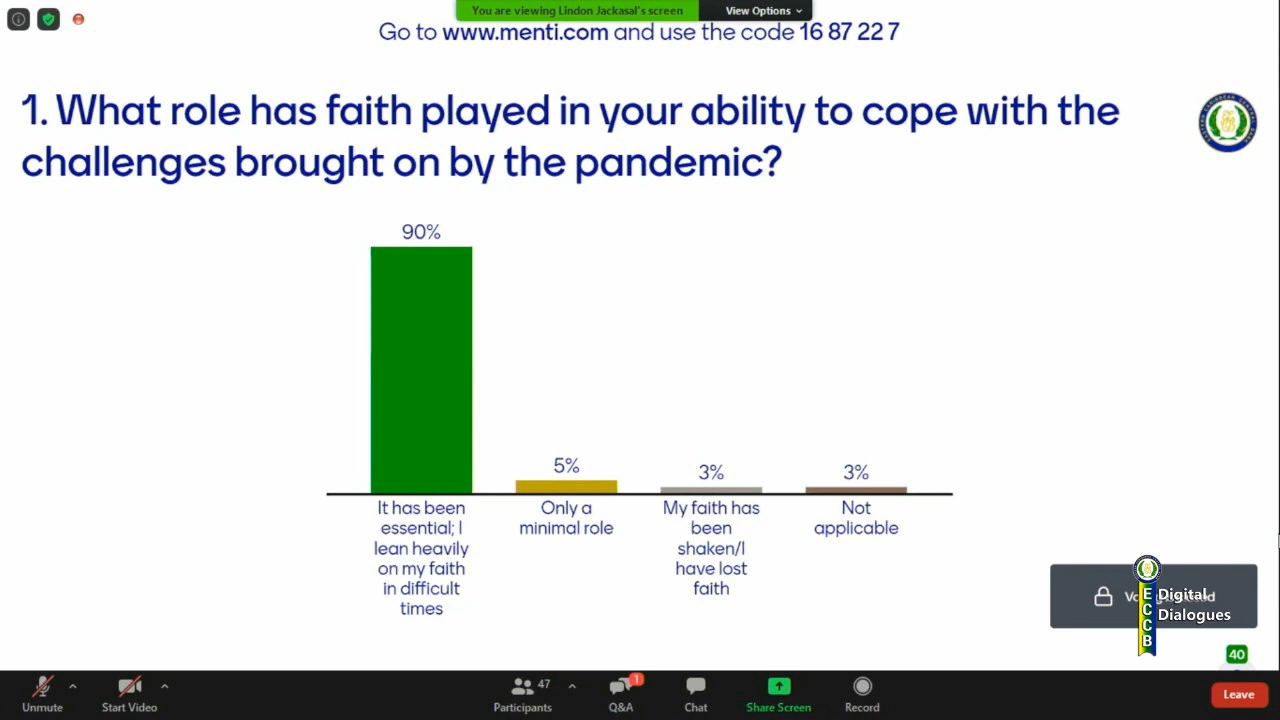 You are viewing Lindon Jackasal's screen
View Options
Go to www.menti.com and use the code 16 87 22 7
1. What role has faith played in your ability to cope with the
challenges brought on by the pandemic?
90%
5%
3%
3%
It has been
essential; I
lean heavily
on my faith
in difficult
times
Only a
minimal role
My faith has
been
shaken/I
have lost
faith
Not
applicable
ECCB
Digital
Dialogues
40
47
1
Unmute
Start Video
Participants
Q&A
Chat
Share Screen
Record
Leave